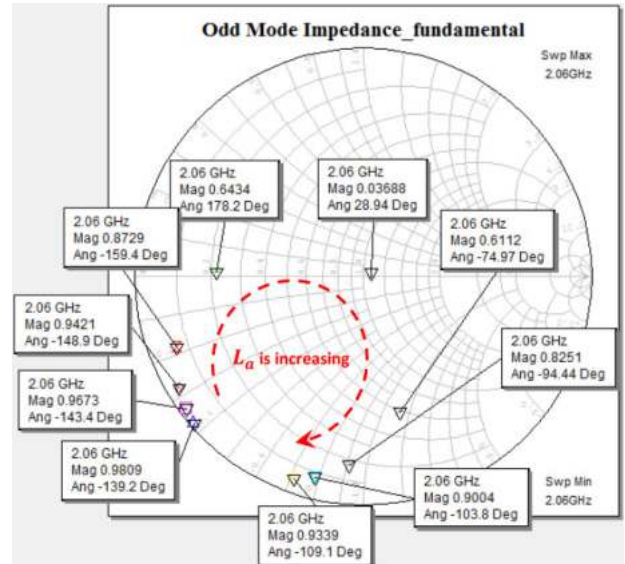 Odd Mode Impedance_fundamental
Swp Max
2.06GHz
2.06 GHz
Mag 0.6434
Ang 178.2 Deg
2.06 GHz
Mag 0.03688
Ang 28.94 Deg
2.06 GHz
Mag 0.8729
Ang -159.4 Deg
2.06 GHz
Mag 0.6112
Ang -74.97 Deg
2.06 GHz
Mag 0.9421
Ang -148.9 Deg
2.06 GHz
Mag 0.8251
Ang -94.44 Deg
Lₐ is increasing
2.06 GHz
Mag 0.9673
Ang -143.4 Deg
2.06 GHz
Mag 0.9809
Ang -139.2 Deg
2.06 GHz
Mag 0.9004
Ang -103.8 Deg
2.06 GHz
Mag 0.9339
Ang -109.1 Deg
Swp Min
2.06GHz